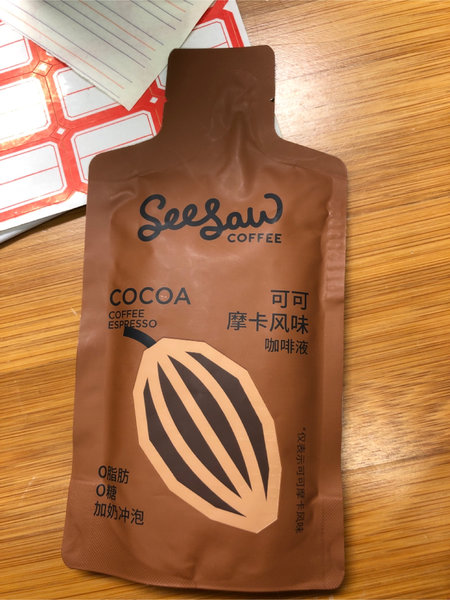 SeeSaw
COFFEE
COCOA
COFFEE
ESPRESSO
可可
摩卡风味
咖啡液
0脂肪
0糖
加奶冲泡
*仅表示可可摩卡风味